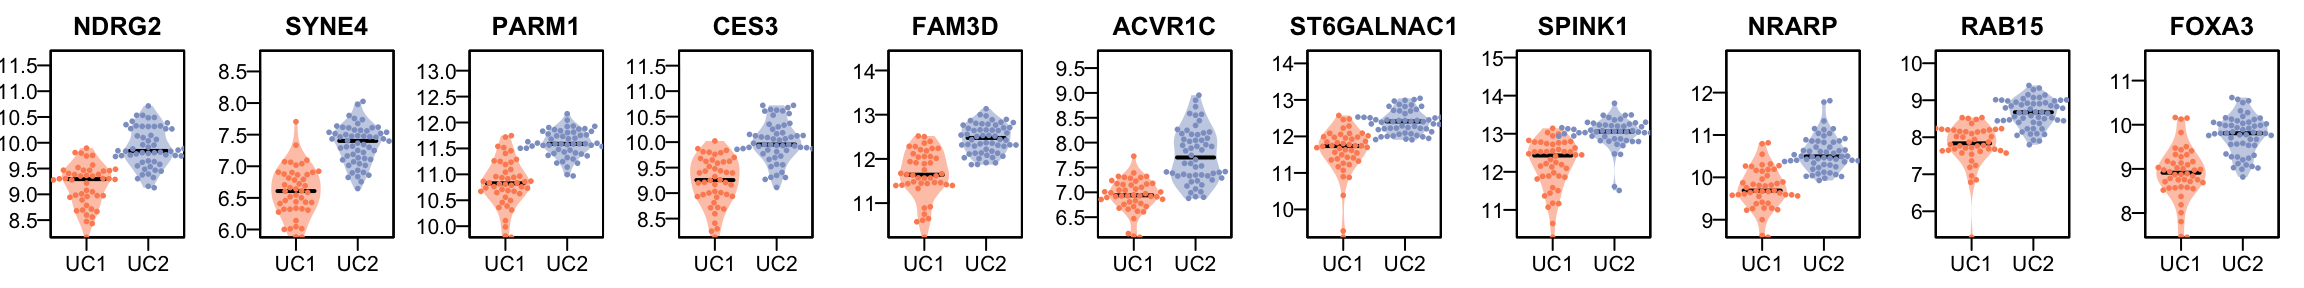 NDRG2 SYNE4 PARM1 CES3 FAM3D ACVR1C ST6GALNAC1 SPINK1 NRARP RAB15 FOXA3
11.5 11.0 10.5 10.0 9.5 9.0 8.5
8.5 8.0 7.5 7.0 6.5 6.0
13.0 12.5 12.0 11.5 11.0 10.5 10.0
11.5 11.0 10.5 10.0 9.5 9.0 8.5
14 13 12 11
9.5 9.0 8.5 8.0 7.5 7.0 6.5
14 13 12 11 10
15 14 13 12 11
12 11 10 9
10 9 8 7 6
11 10 9 8
UC1 UC2 UC1 UC2 UC1 UC2 UC1 UC2 UC1 UC2 UC1 UC2 UC1 UC2 UC1 UC2 UC1 UC2 UC1 UC2 UC1 UC2